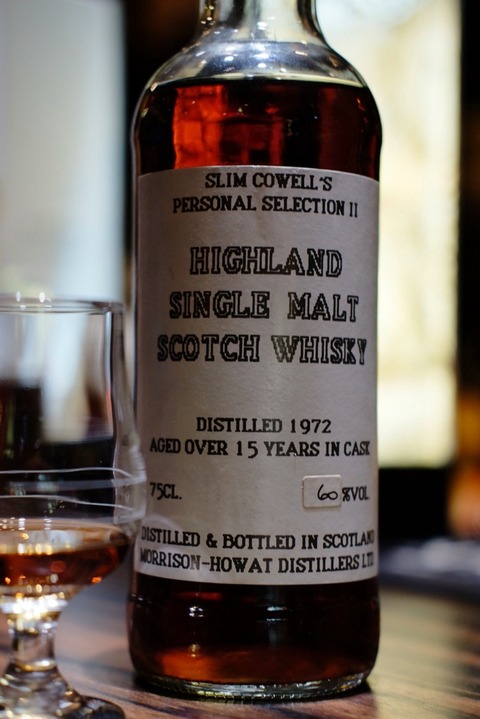 SLIM COWELL'S
PERSONAL SELECTION II
HIGHLAND
SINGLE MALT
SCOTCH WHISKY
DISTILLED 1972
AGED OVER 15 YEARS IN CASK
75CL. 60 %VOL.
DISTILLED & BOTTLED IN SCOTLAND
MORRISON-HOWAT DISTILLERS LTD